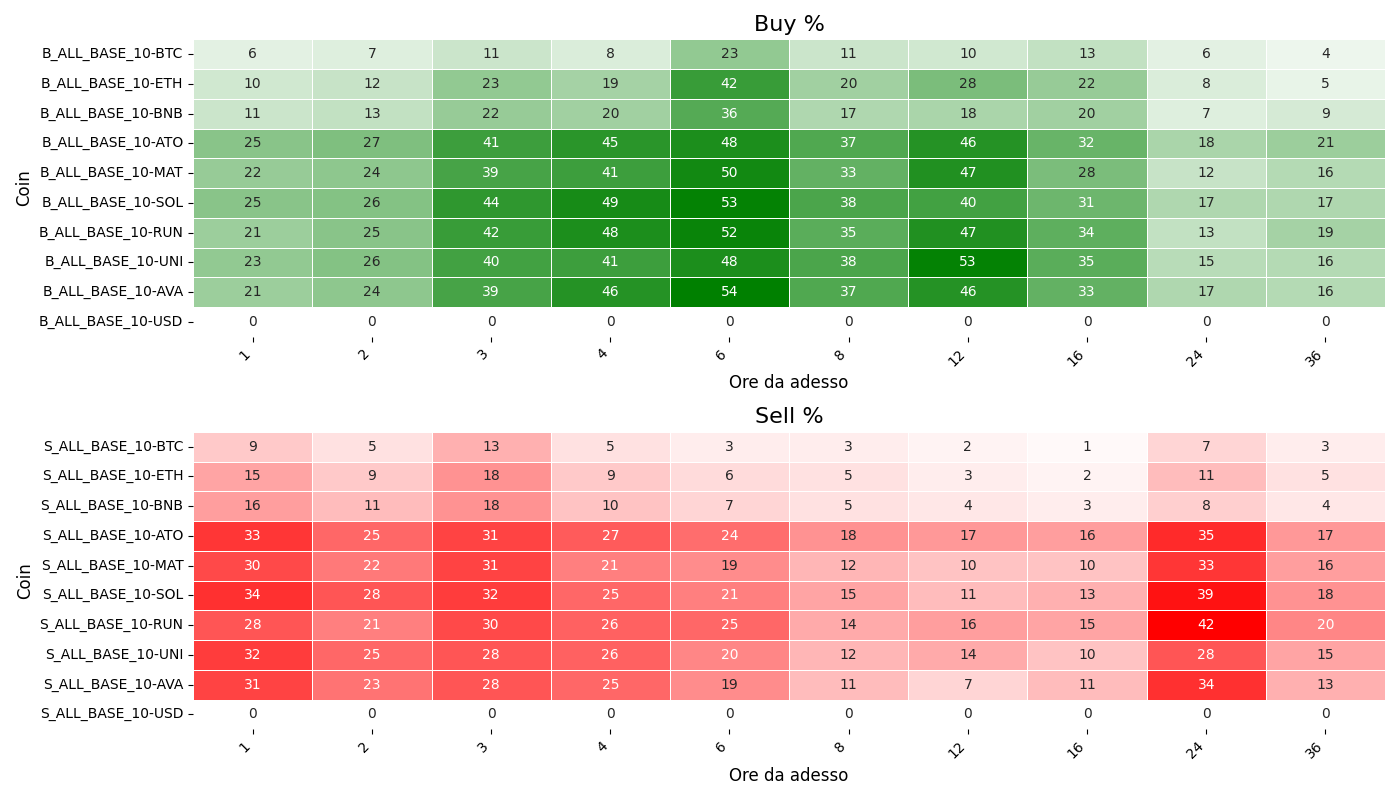 Buy %
Coin
B_ALL_BASE_10-BTC 6 7 11 8 23 11 10 13 6 4
B_ALL_BASE_10-ETH 10 12 23 19 42 20 28 22 8 5
B_ALL_BASE_10-BNB 11 13 22 20 36 17 18 20 7 9
B_ALL_BASE_10-ATO 25 27 41 45 48 37 46 32 18 21
B_ALL_BASE_10-MAT 22 24 39 41 50 33 47 28 12 16
B_ALL_BASE_10-SOL 25 26 44 49 53 38 40 31 17 17
B_ALL_BASE_10-RUN 21 25 42 48 52 35 47 34 13 19
B_ALL_BASE_10-UNI 23 26 40 41 48 38 53 35 15 16
B_ALL_BASE_10-AVA 21 24 39 46 54 37 46 33 17 16
B_ALL_BASE_10-USD 0 0 0 0 0 0 0 0 0 0
1 2 3 4 6 8 12 16 24 36
Ore da adesso
Sell %
Coin
S_ALL_BASE_10-BTC 9 5 13 5 3 3 2 1 7 3
S_ALL_BASE_10-ETH 15 9 18 9 6 5 3 2 11 5
S_ALL_BASE_10-BNB 16 11 18 10 7 5 4 3 8 4
S_ALL_BASE_10-ATO 33 25 31 27 24 18 17 16 35 17
S_ALL_BASE_10-MAT 30 22 31 21 19 12 10 10 33 16
S_ALL_BASE_10-SOL 34 28 32 25 21 15 11 13 39 18
S_ALL_BASE_10-RUN 28 21 30 26 25 14 16 15 42 20
S_ALL_BASE_10-UNI 32 25 28 26 20 12 14 10 28 15
S_ALL_BASE_10-AVA 31 23 28 25 19 11 7 11 34 13
S_ALL_BASE_10-USD 0 0 0 0 0 0 0 0 0 0
1 2 3 4 6 8 12 16 24 36
Ore da adesso